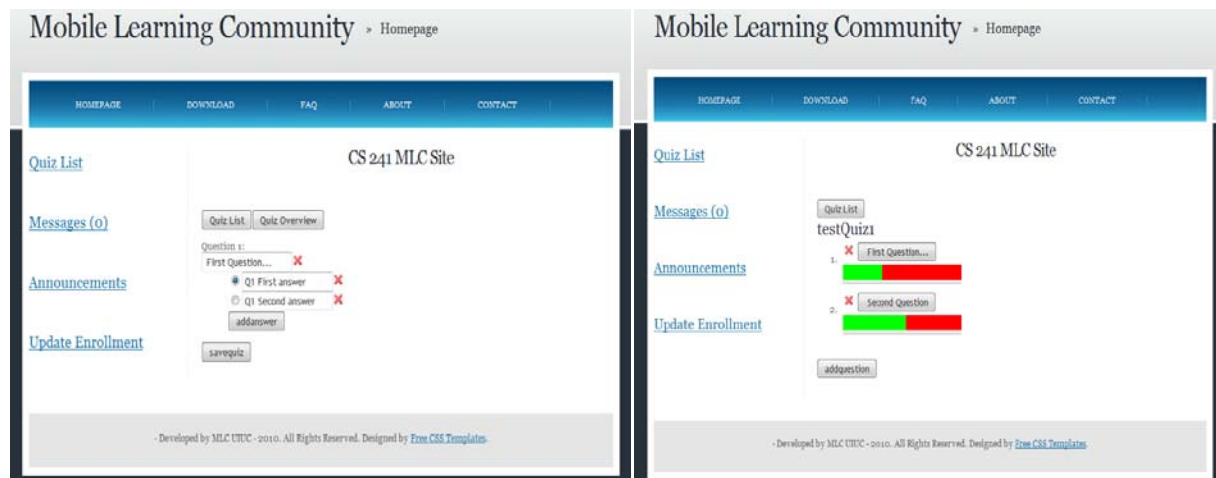 Mobile Learning Community » Homepage
HOMEPAGE DOWNLOAD FAQ ABOUT CONTACT
Quiz List
CS 241 MLC Site
Messages (0)
Quiz List Quiz Overview
Question 1:
First Question...
Announcements
Q1 First answer
Q1 Second answer
addanswer
Update Enrollment
savequiz
- Developed by MLC UIUC - 2010. All Rights Reserved. Designed by Free CSS Templates.
Mobile Learning Community » Homepage
HOMEPAGE DOWNLOAD FAQ ABOUT CONTACT
Quiz List
CS 241 MLC Site
Messages (0)
Quiz List
testQuiz1
1. First Question...
Announcements
2. Second Question
Update Enrollment
addquestion
- Developed by MLC UIUC - 2010. All Rights Reserved. Designed by Free CSS Templates.